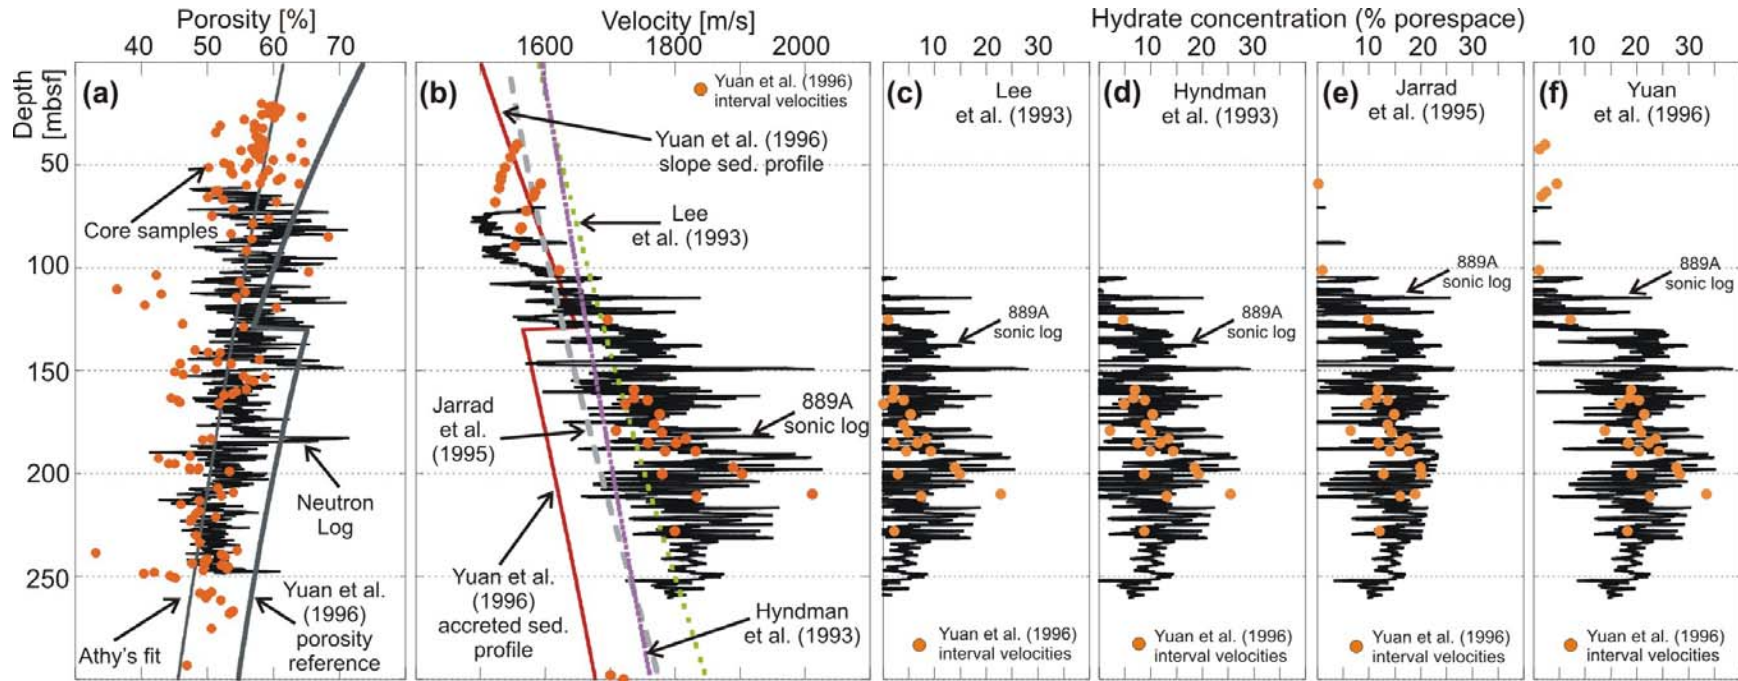 Porosity [%]
40 50 60 70
Velocity [m/s]
1600 1800 2000
Hydrate concentration (% porespace)
10 20 30
10 20 30
10 20 30
10 20 30
Depth
[mbsf]
50
100
150
200
250
(a)
Core samples
Neutron
Log
Athy's fit
Yuan et al.
(1996)
porosity
reference
(b)
Yuan et al. (1996)
interval velocities
Yuan et al. (1996)
slope sed. profile
Lee
et al. (1993)
Jarrad
et al.
(1995)
889A
sonic log
Yuan et al.
(1996)
accreted sed.
profile
Hyndman
et al. (1993)
(c)
Lee
et al. (1993)
889A
sonic log
Yuan et al. (1996)
interval velocities
(d)
Hyndman
et al. (1993)
889A
sonic log
Yuan et al. (1996)
interval velocities
(e)
Jarrad
et al. (1995)
889A
sonic log
Yuan et al. (1996)
interval velocities
(f)
Yuan
et al. (1996)
889A
sonic log
Yuan et al. (1996)
interval velocities